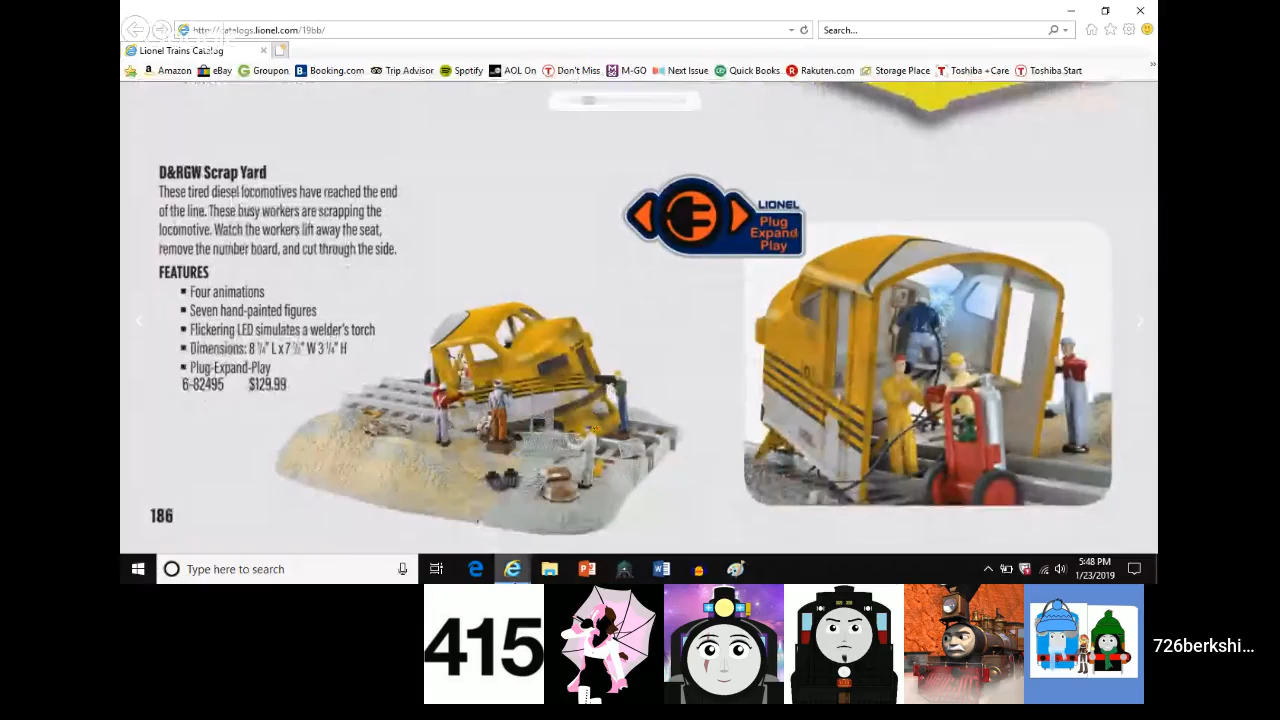 http://catalogs.lionel.com/19bb/
Search...
Lionel Trains Catalog
Amazon eBay Groupon Booking.com Trip Advisor Spotify AOL On Don't Miss M-GO Next Issue Quick Books Rakuten.com Storage Place Toshiba +Care Toshiba Start
D&RGW Scrap Yard
These tired diesel locomotives have reached the end
of the line. These busy workers are scrapping the
locomotive. Watch the workers lift away the seat,
remove the number board, and cut through the side.
FEATURES
Four animations
Seven hand-painted figures
Flickering LED simulates a welder's torch
Plug-Expand-Play
6-82495 $129.99
LIONEL
Plug
Expand
Play
186
Type here to search
5:48 PM
1/23/2019
415
726berkshi...